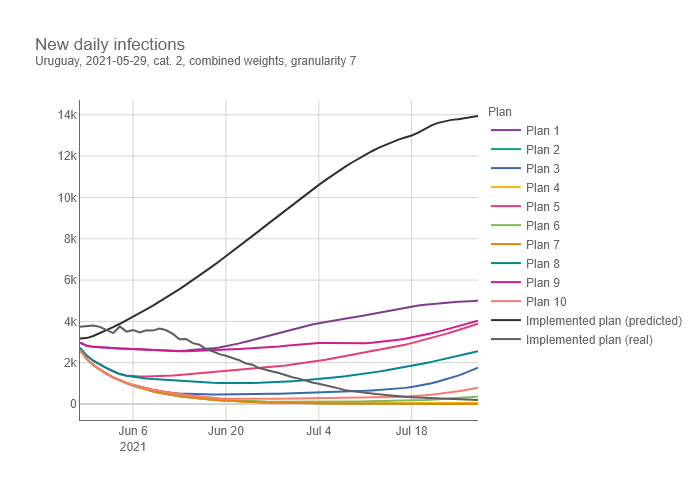 New daily infections
Uruguay, 2021-05-29, cat. 2, combined weights, granularity 7
14k
12k
10k
8k
6k
4k
2k
0
Jun 6
2021
Jun 20
Jul 4
Jul 18
Plan
Plan 1
Plan 2
Plan 3
Plan 4
Plan 5
Plan 6
Plan 7
Plan 8
Plan 9
Plan 10
Implemented plan (predicted)
Implemented plan (real)